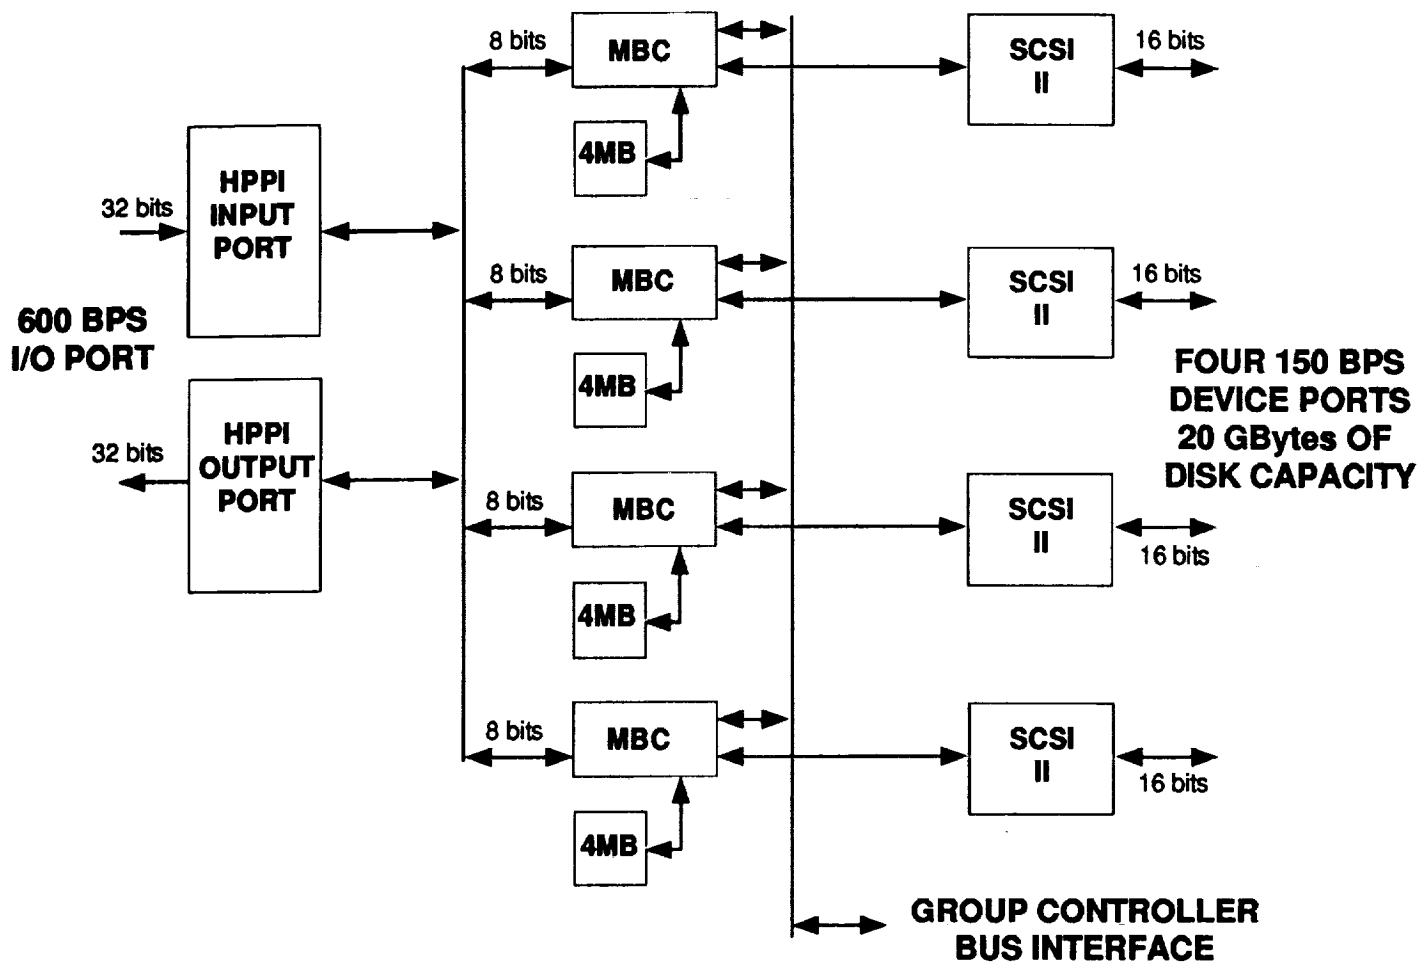 8 bits
MBC
SCSI
II
16 bits
4MB
HPPI
INPUT
PORT
32 bits
8 bits
MBC
SCSI
II
16 bits
4MB
600 BPS
I/O PORT
FOUR 150 BPS
DEVICE PORTS
20 GBytes OF
DISK CAPACITY
HPPI
OUTPUT
PORT
32 bits
8 bits
MBC
SCSI
II
16 bits
4MB
8 bits
MBC
SCSI
II
16 bits
4MB
GROUP CONTROLLER
BUS INTERFACE